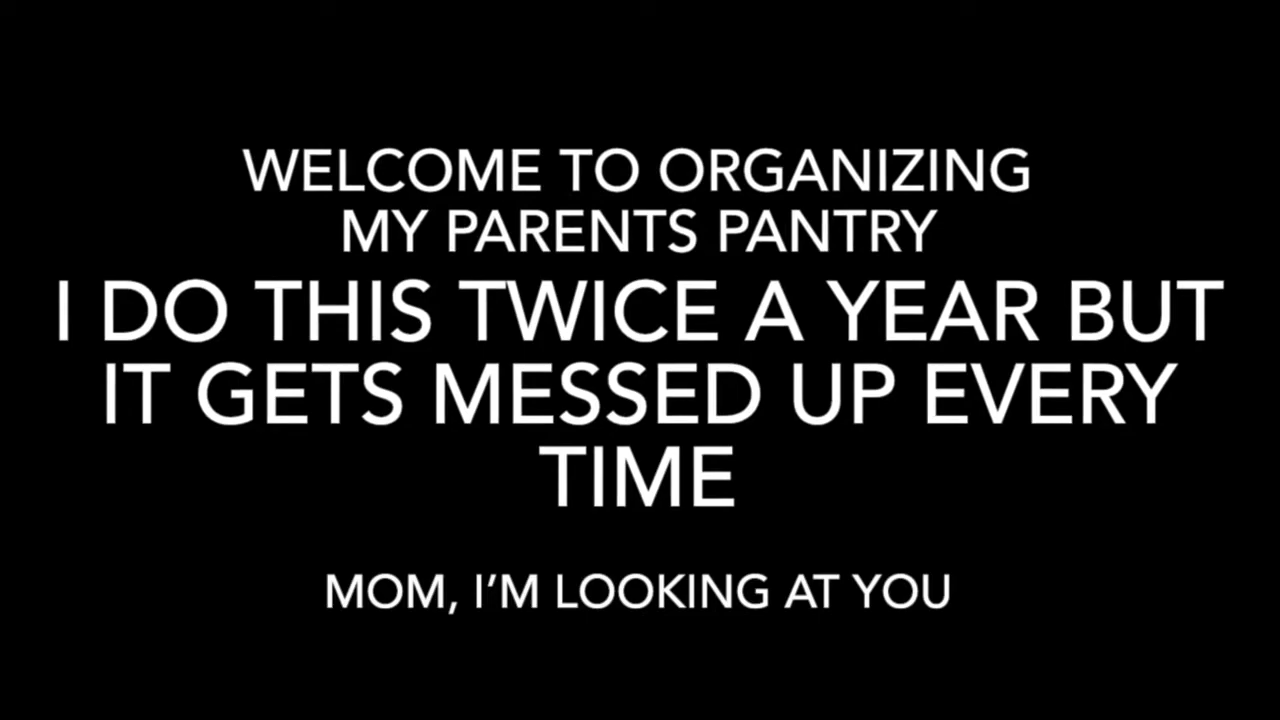 WELCOME TO ORGANIZING
MY PARENTS PANTRY
I DO THIS TWICE A YEAR BUT
IT GETS MESSED UP EVERY
TIME
MOM, I’M LOOKING AT YOU